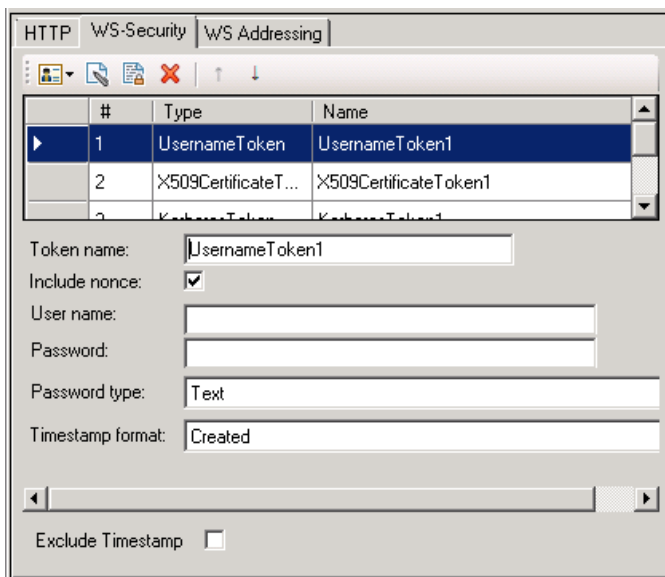 HTTP WS-Security WS Addressing
# Type Name
1 UsernameToken UsernameToken1
2 X509CertificateT... X509CertificateToken1
Token name: UsernameToken1
Include nonce:
User name:
Password:
Password type: Text
Timestamp format: Created
Exclude Timestamp